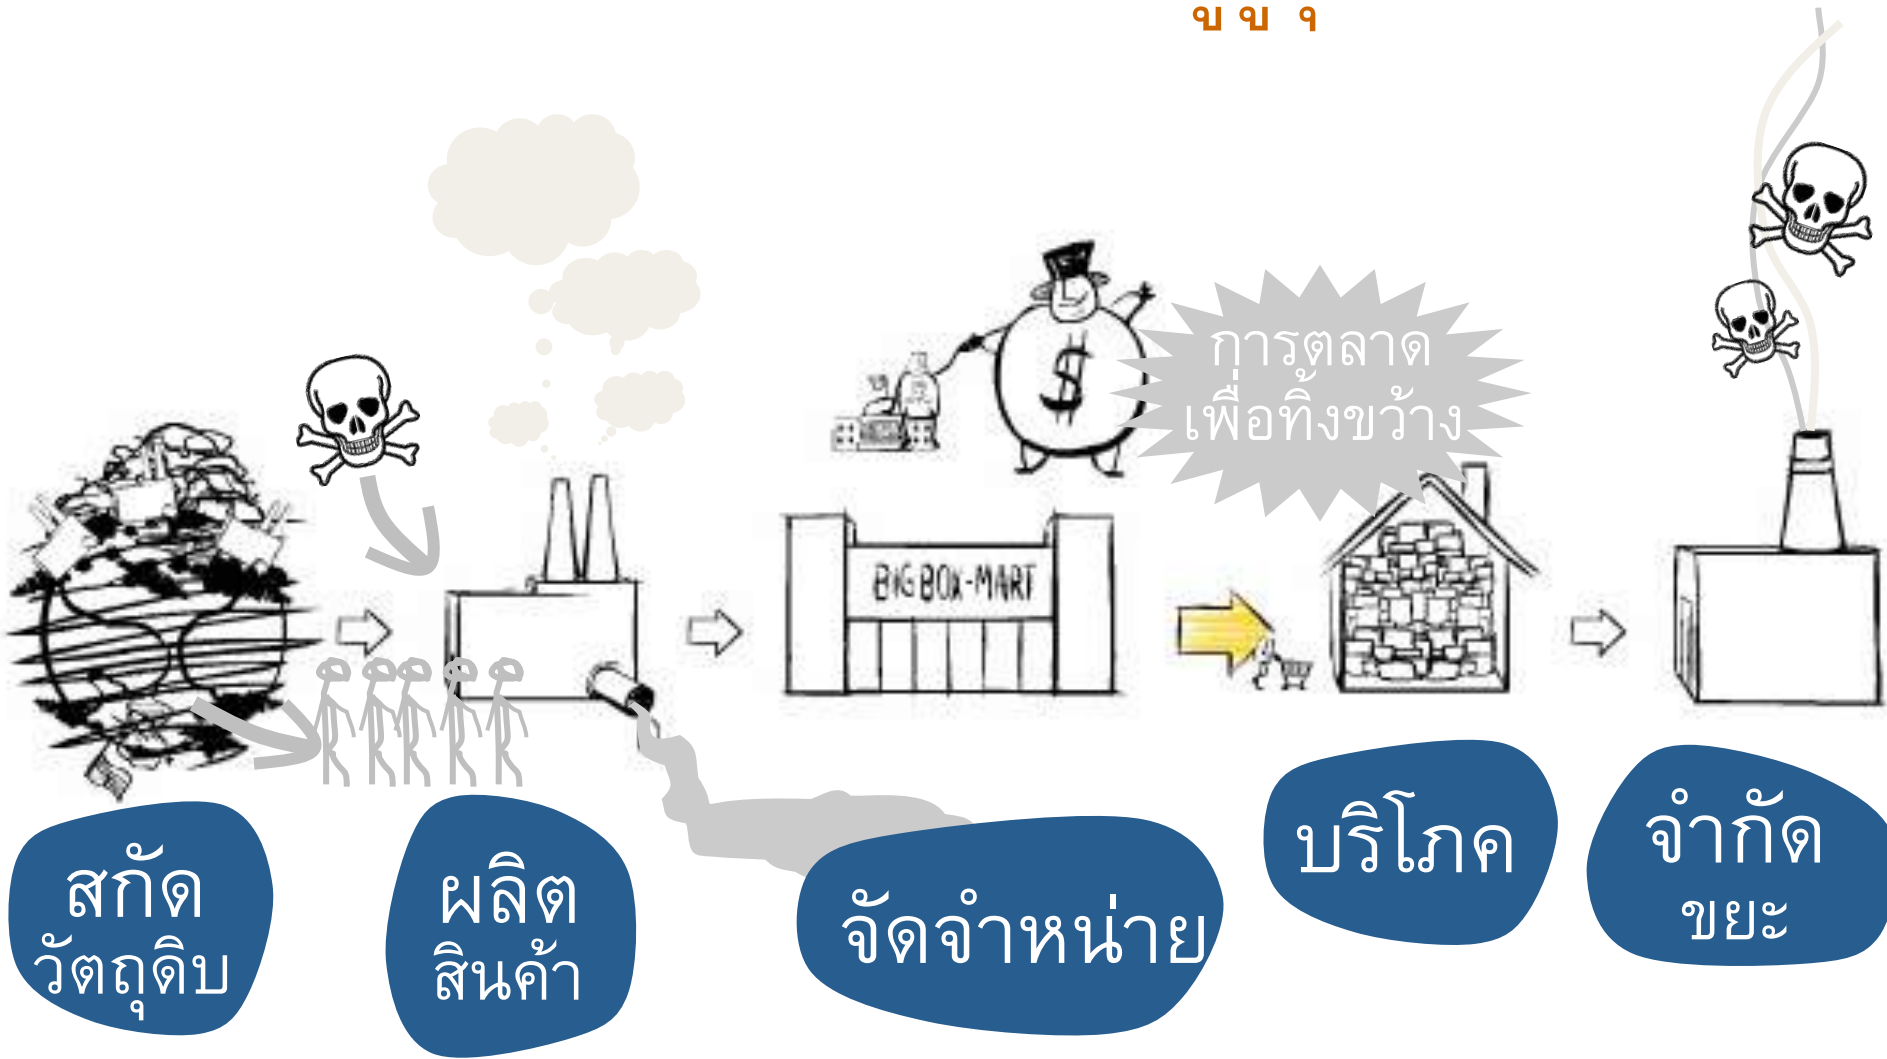 การตลาด
เพื่อทิ้งขว้าง
BIG BOX-MART
$
สกัด
วัตถุดิบ
ผลิต
สินค้า
จัดจำหน่าย
บริโภค
จำกัด
ขยะ